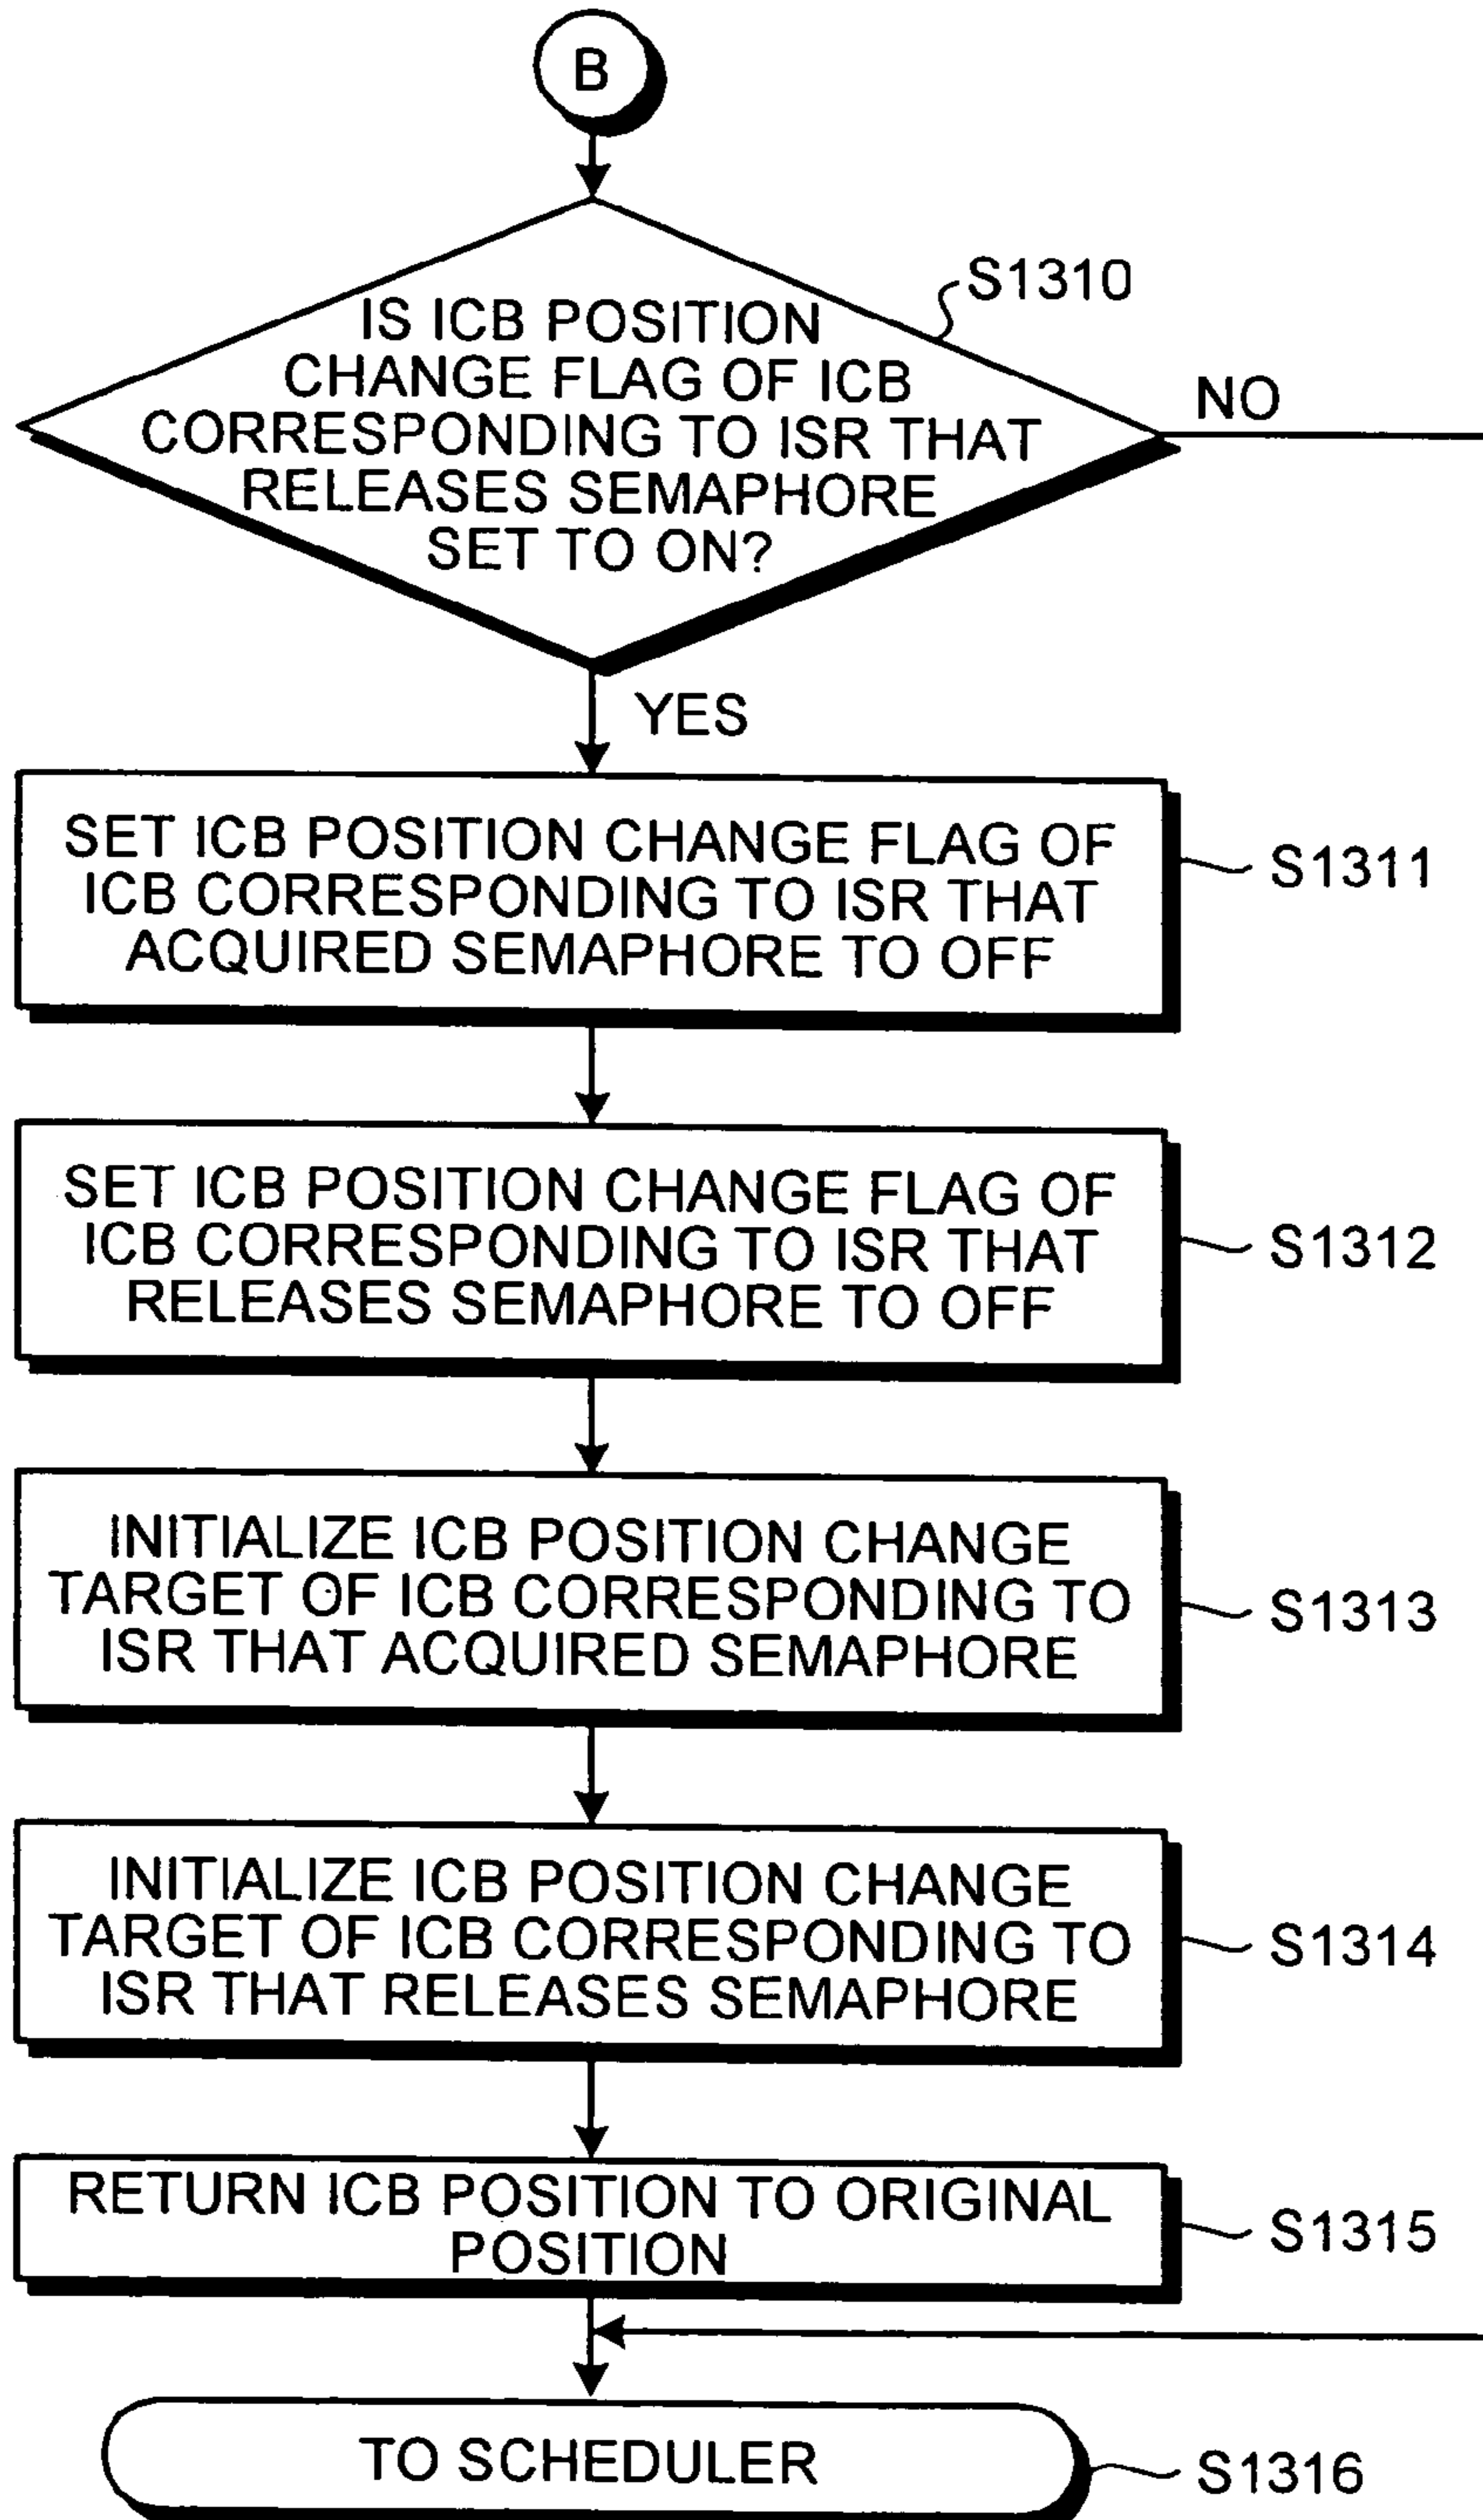 B
S1310
IS ICB POSITION
CHANGE FLAG OF ICB
CORRESPONDING TO ISR THAT
RELEASES SEMAPHORE
SET TO ON?
NO
YES
SET ICB POSITION CHANGE FLAG OF
ICB CORRESPONDING TO ISR THAT
ACQUIRED SEMAPHORE TO OFF
S1311
SET ICB POSITION CHANGE FLAG OF
ICB CORRESPONDING TO ISR THAT
RELEASES SEMAPHORE TO OFF
S1312
INITIALIZE ICB POSITION CHANGE
TARGET OF ICB CORRESPONDING TO
ISR THAT ACQUIRED SEMAPHORE
S1313
INITIALIZE ICB POSITION CHANGE
TARGET OF ICB CORRESPONDING TO
ISR THAT RELEASES SEMAPHORE
S1314
RETURN ICB POSITION TO ORIGINAL
POSITION
S1315
TO SCHEDULER
S1316